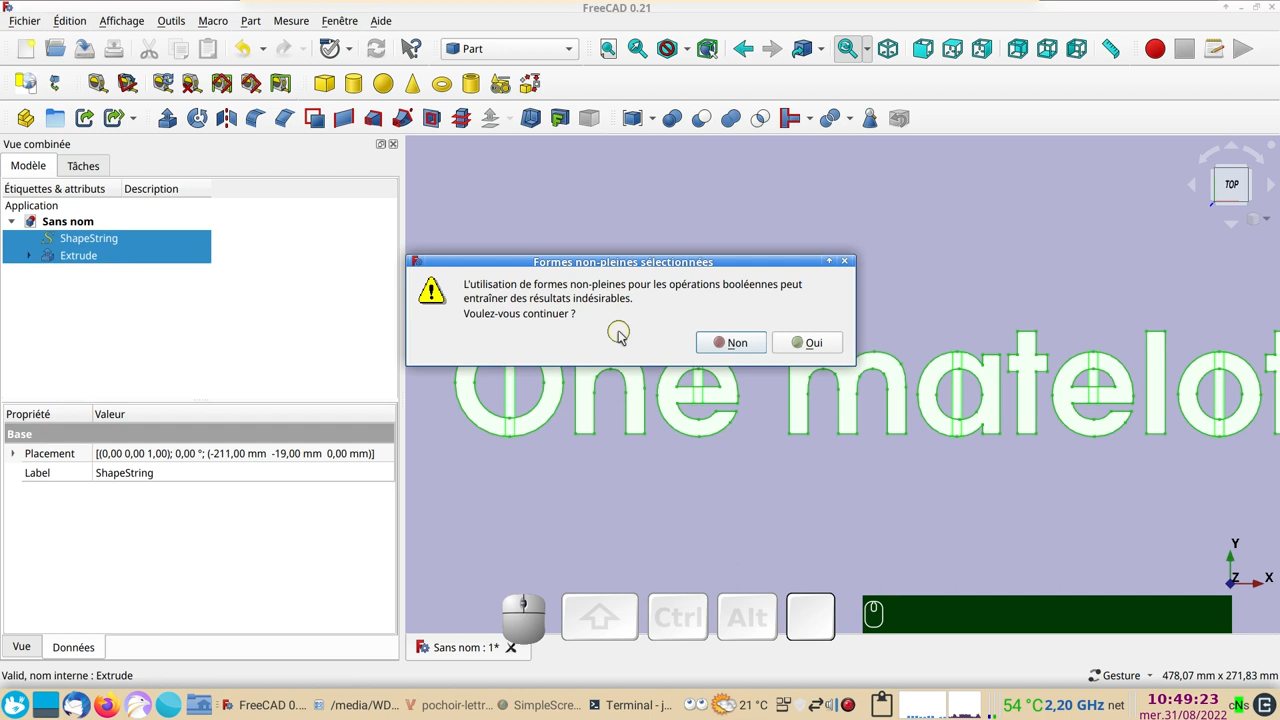 FreeCAD 0.21
Fichier Édition Affichage Outils Macro Part Mesure Fenêtre Aide
Part
Vue combinée
Modèle Tâches
Étiquettes & attributs Description
Application
Sans nom
ShapeString
Extrude
TOP
Formes non-pleines sélectionnées
L'utilisation de formes non-pleines pour les opérations booléennes peut
entraîner des résultats indésirables.
Voulez-vous continuer ?
Non Oui
One matelo
Propriété Valeur
Base
Placement [(0,00 0,00 1,00); 0,00 °; (-211,00 mm -19,00 mm 0,00 mm)]
Label ShapeString
Y
Z X
Ctrl Alt
Vue Données
Sans nom : 1*
Valid, nom interne : Extrude
Gesture 478,07 mm x 271,83 mm
FreeCAD 0.... /media/WD... pochoir-lettr... SimpleScre... Terminal - j... 21 °C 54 °C 2,20 GHz net 10:49:23
mer.31/08/2022
cNs